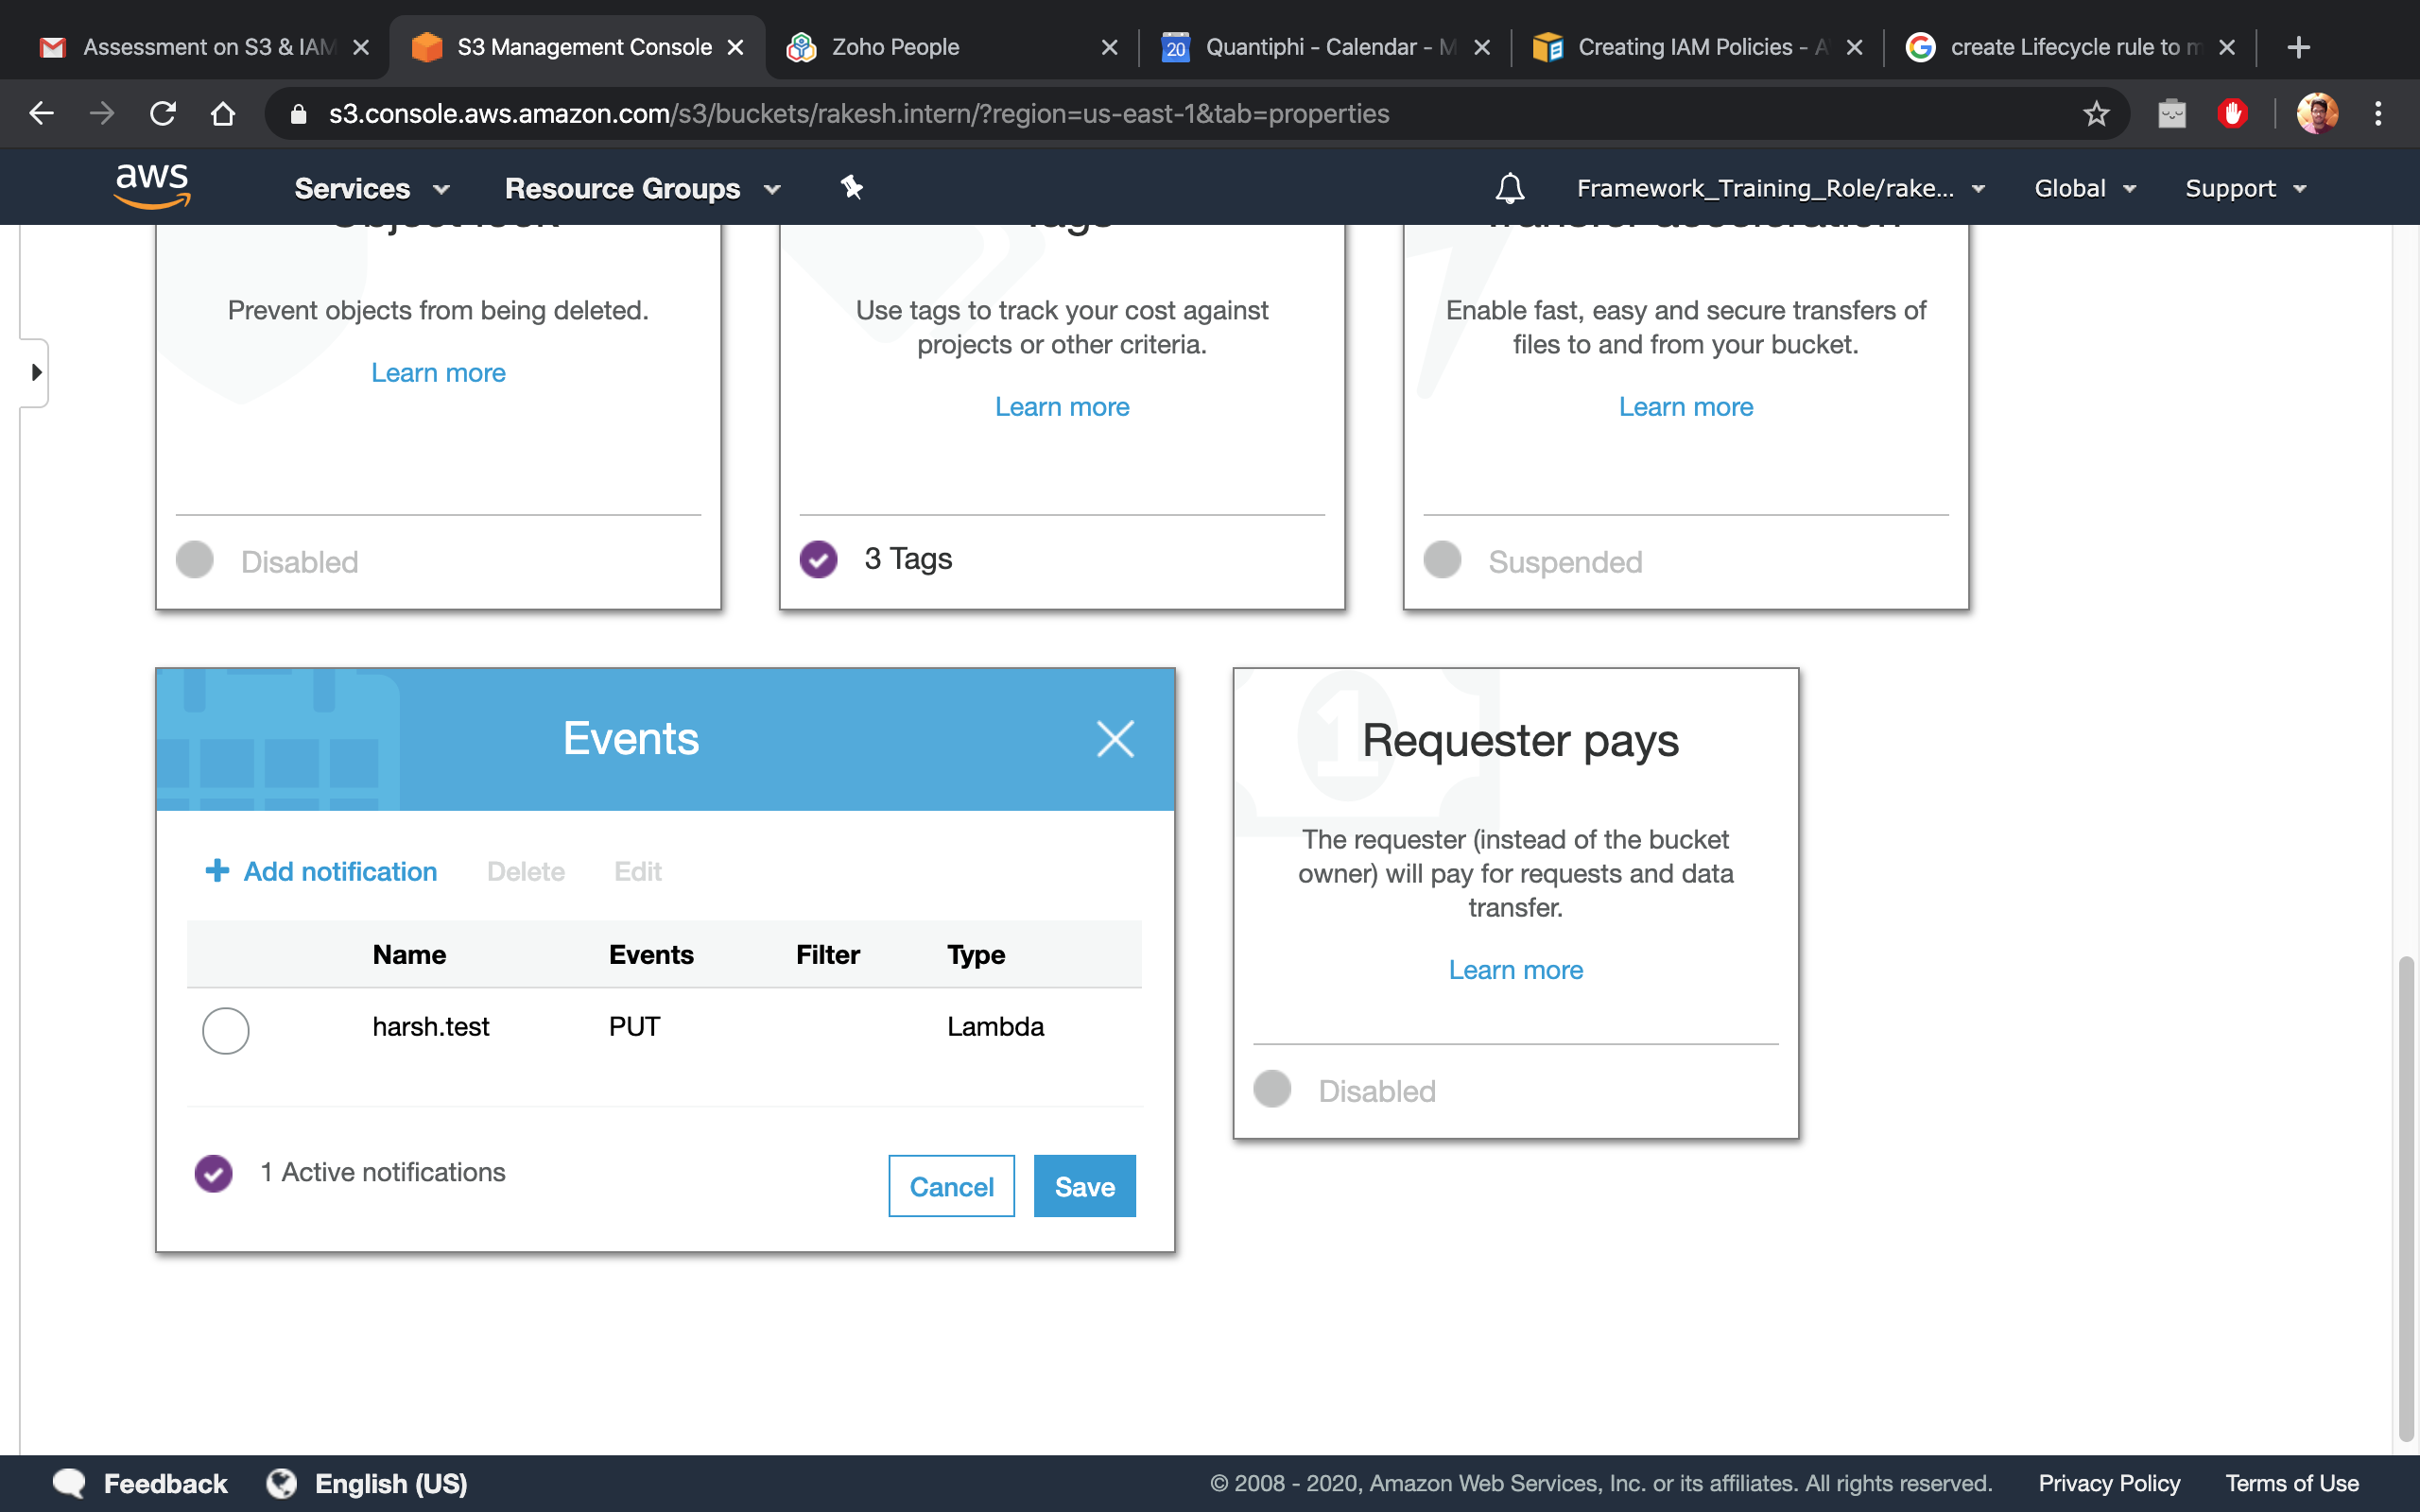 Assessment on S3 & IAM
S3 Management Console
Zoho People
20
Quantiphi - Calendar - M
Creating IAM Policies - A
create Lifecycle rule to m
s3.console.aws.amazon.com/s3/buckets/rakesh.intern/?region=us-east-1&tab=properties
aws
Services
Resource Groups
Framework_Training_Role/rake...
Global
Support
Object lock
Tags
Transfer acceleration
Prevent objects from being deleted.
Learn more
Disabled
Use tags to track your cost against
projects or other criteria.
Learn more
3 Tags
Enable fast, easy and secure transfers of
files to and from your bucket.
Learn more
Suspended
Events
Add notification
Delete
Edit
Name Events Filter Type
harsh.test PUT Lambda
1 Active notifications
Cancel
Save
1
Requester pays
The requester (instead of the bucket
owner) will pay for requests and data
transfer.
Learn more
Disabled
Feedback
English (US)
© 2008 - 2020, Amazon Web Services, Inc. or its affiliates. All rights reserved.
Privacy Policy
Terms of Use